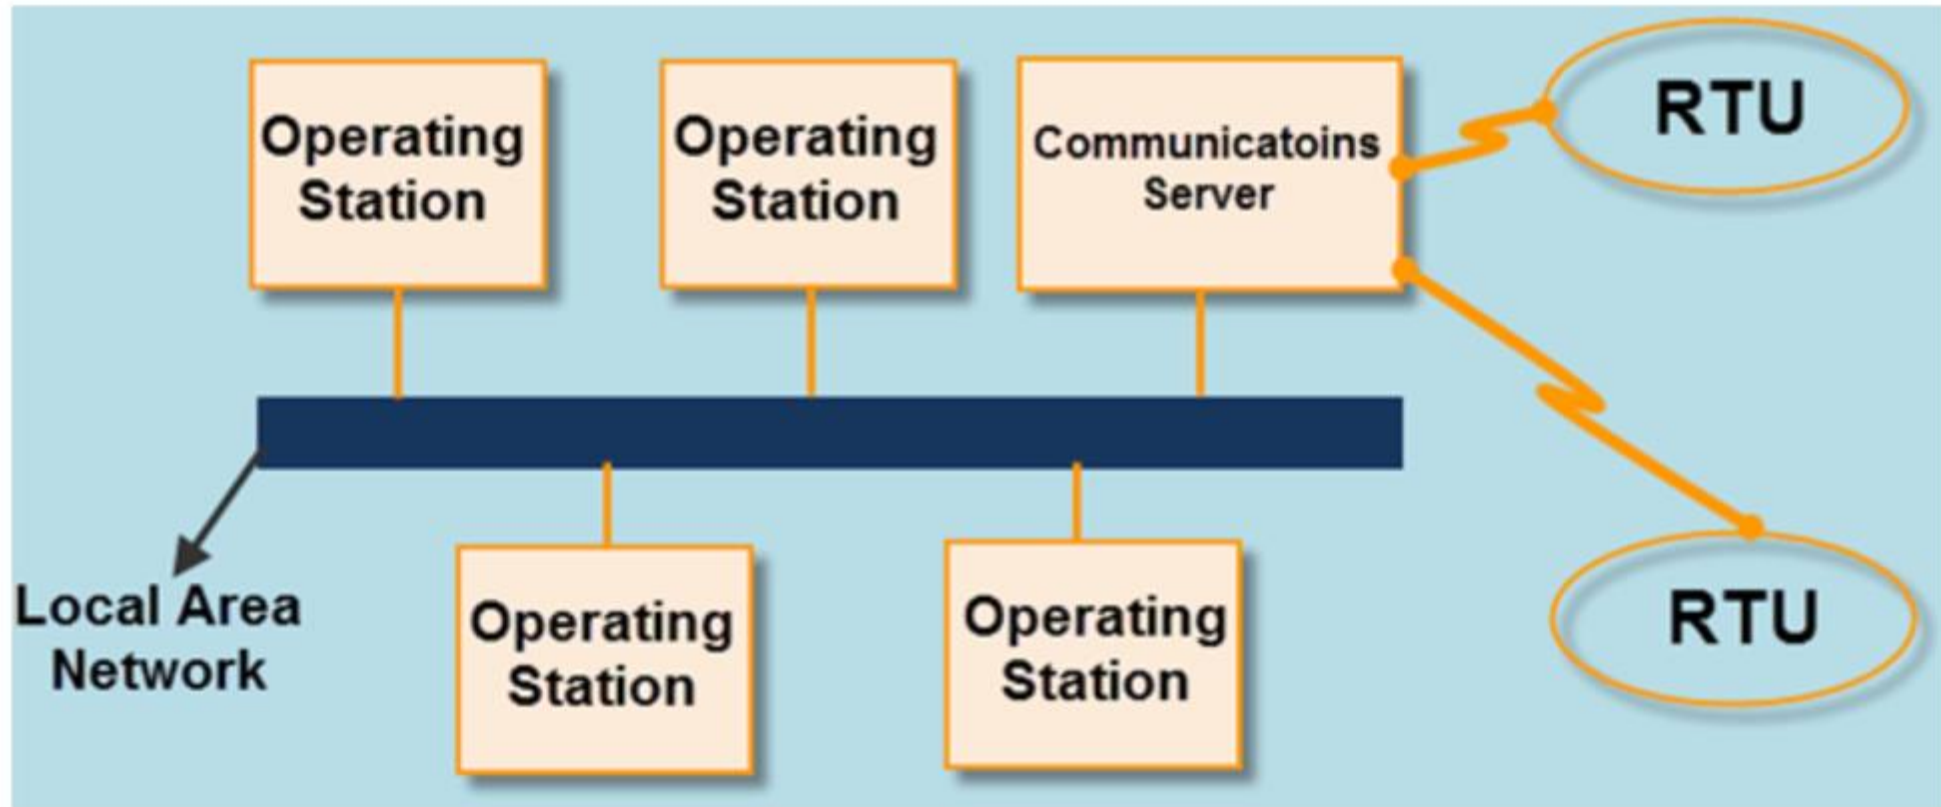 Operating
Station
Operating
Station
Communicatoins
Server
RTU
Local Area
Network
Operating
Station
Operating
Station
RTU